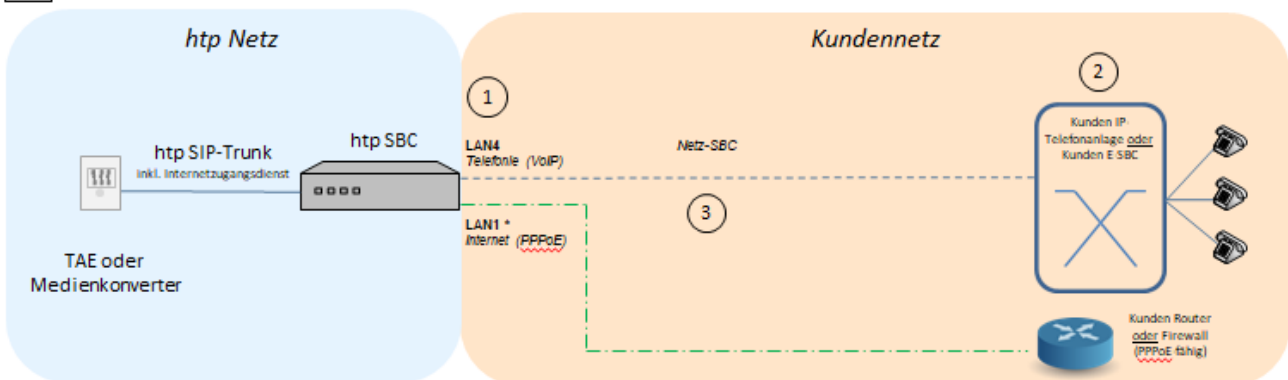 htp Netz
Kundennetz
1
2
htp SIP-Trunk
inkl. Internetzugangsdienst
htp SBC
LAN4
Telefonie (VoIP)
Netz-SBC
Kunden IP-
Telefonanlage oder
Kunden E SBC
3
LAN1 *
Internet (PPPoE)
TAE oder
Medienkonverter
Kunden Router
oder Firewall
(PPPoE fähig)